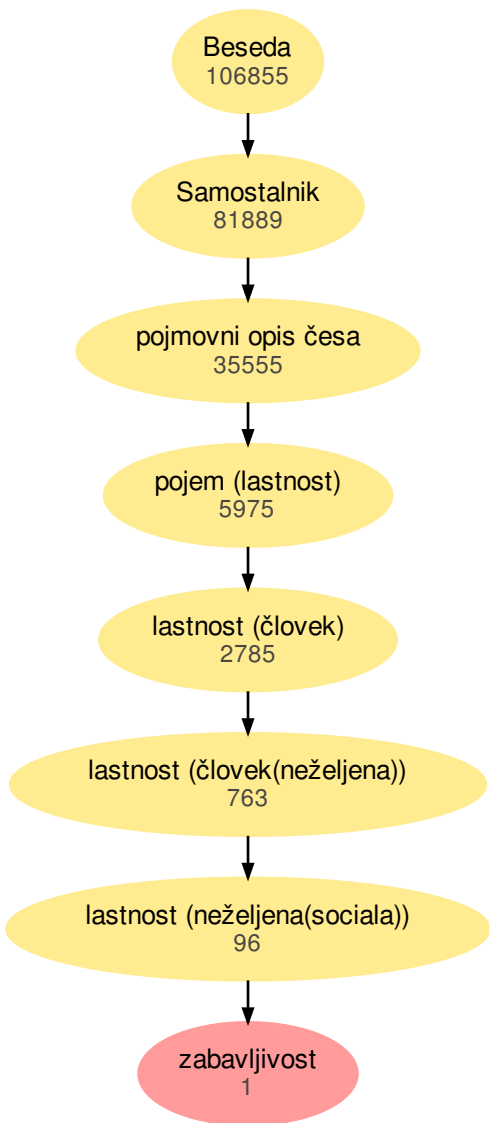 Beseda
106855
Samostalnik
81889
pojmovni opis česa
35555
pojem (lastnost)
5975
lastnost (človek)
2785
lastnost (človek(neželjena))
763
lastnost (neželjena(sociala))
96
zabavljivost
1